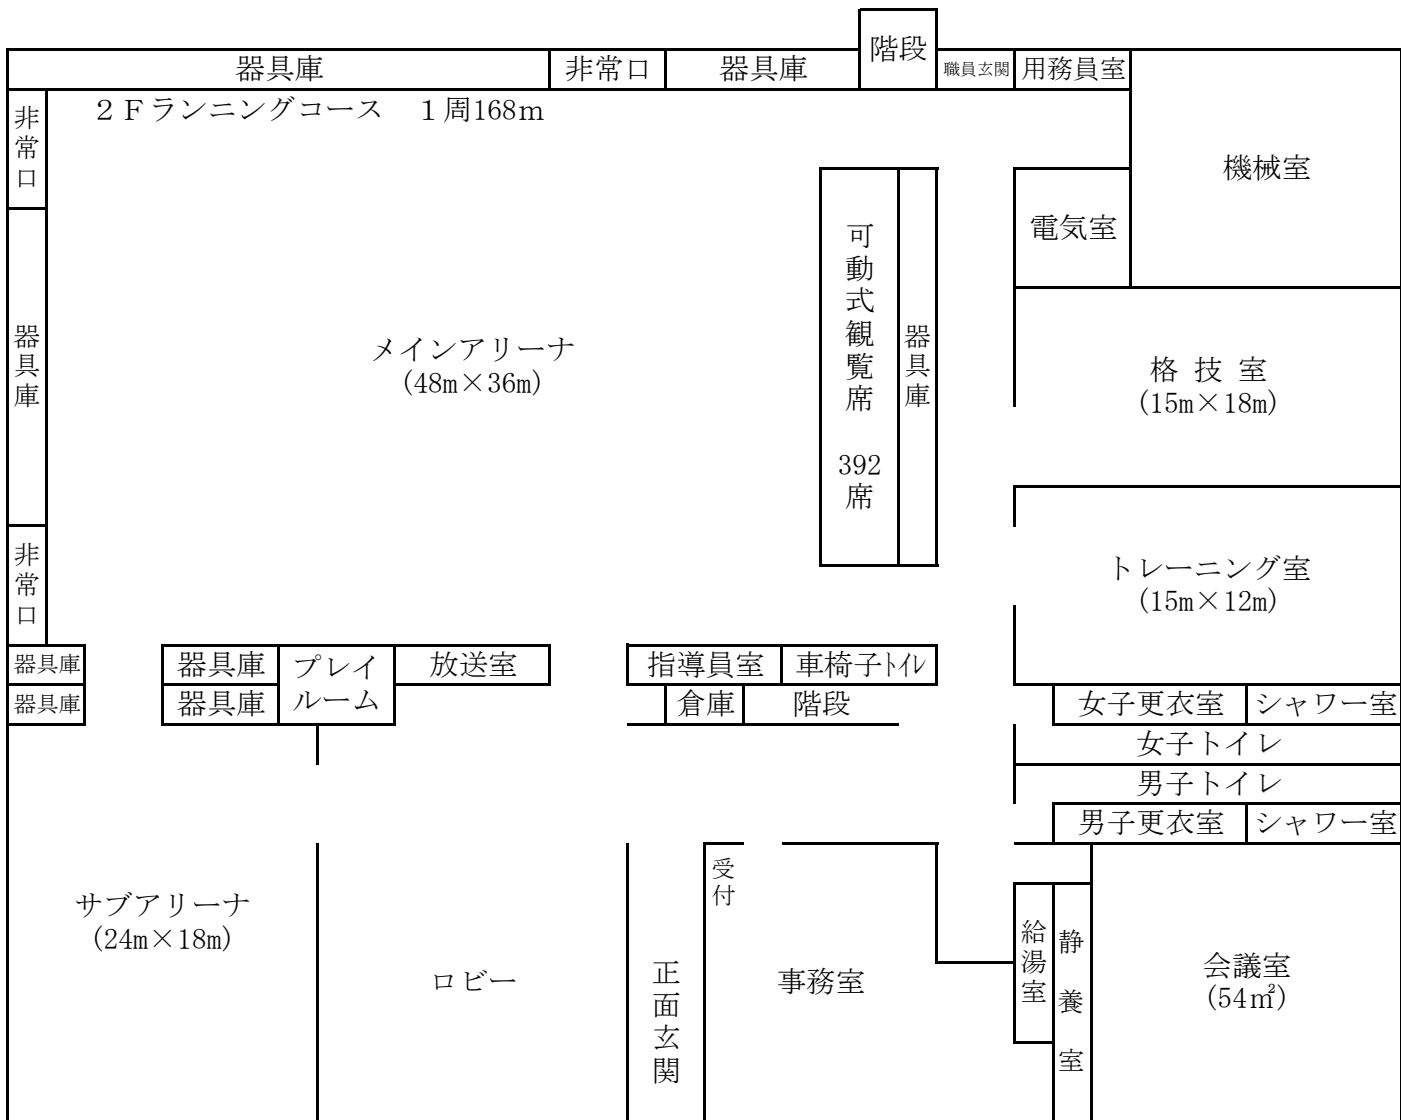 階段
器具庫
非常口
器具庫
職員玄関
用務員室
２Ｆランニングコース　１周168ｍ
非常口
機械室
電気室
可動式観覧席　392席
器具庫
器具庫
メインアリーナ
(48m×36m)
格 技 室
(15m×18m)
非常口
トレーニング室
(15m×12m)
器具庫
器具庫
プレイ
ルーム
放送室
指導員室
車椅子ﾄｲﾚ
器具庫
器具庫
倉庫
階段
女子更衣室
シャワー室
女子トイレ
男子トイレ
男子更衣室
シャワー室
受付
サブアリーナ
(24m×18m)
ロビー
正面玄関
事務室
給湯室
静養室
会議室
(54㎡)